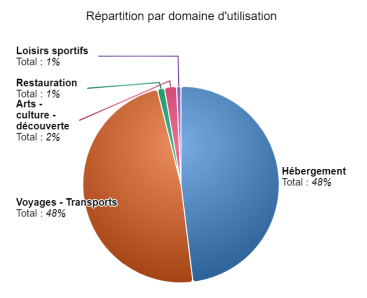 Répartition par domaine d'utilisation
Loisirs sportifs
Total : 1%
Restauration
Total : 1%
Arts -
culture -
découverte
Total : 2%
Hébergement
Total : 48%
Voyages - Transports
Total : 48%